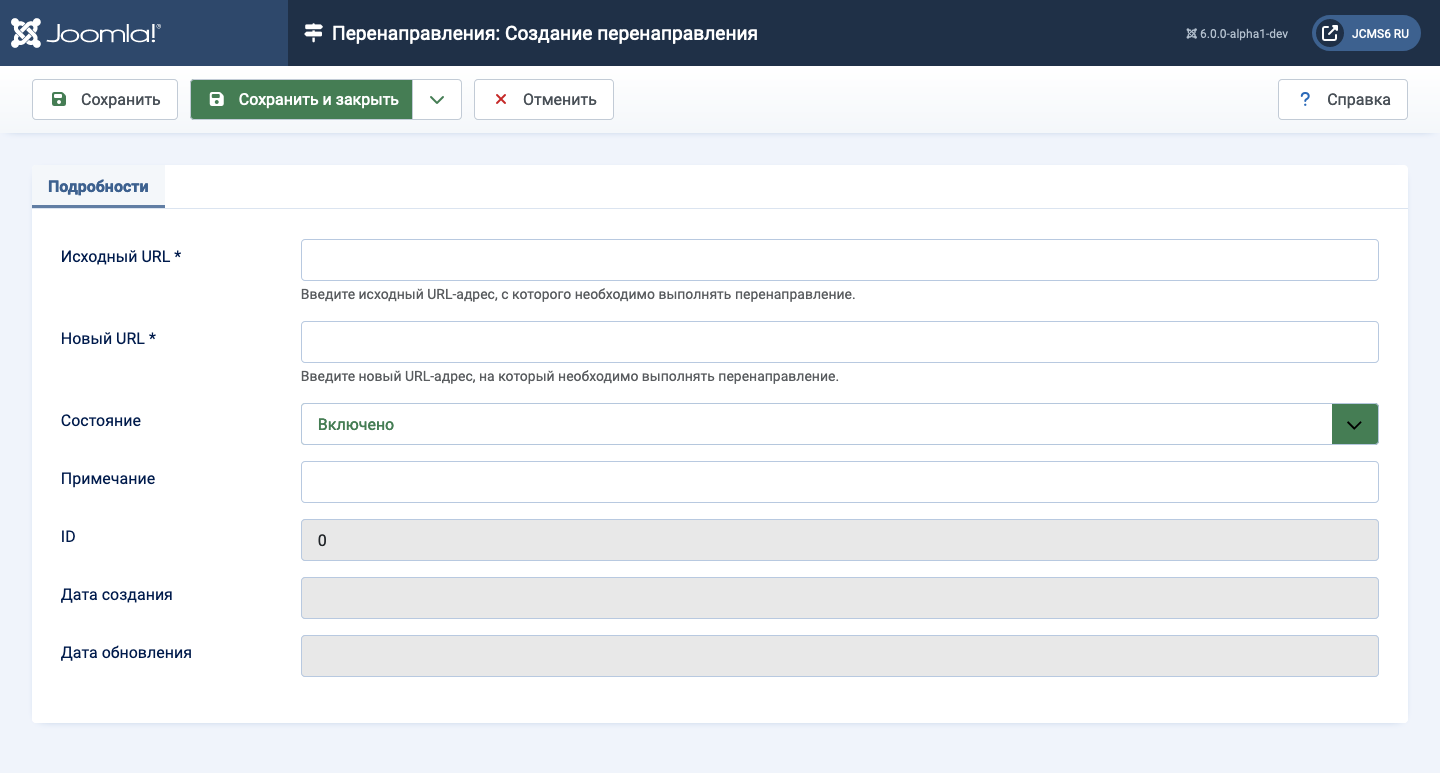 Joomla!®
Перенаправления: Создание перенаправления
6.0.0-alpha1-dev
JCMS6 RU
Сохранить
Сохранить и закрыть
Отменить
? Справка
Подробности
Исходный URL *
Введите исходный URL-адрес, с которого необходимо выполнять перенаправление.
Новый URL *
Введите новый URL-адрес, на который необходимо выполнять перенаправление.
Состояние
Включено
Примечание
ID
0
Дата создания
Дата обновления